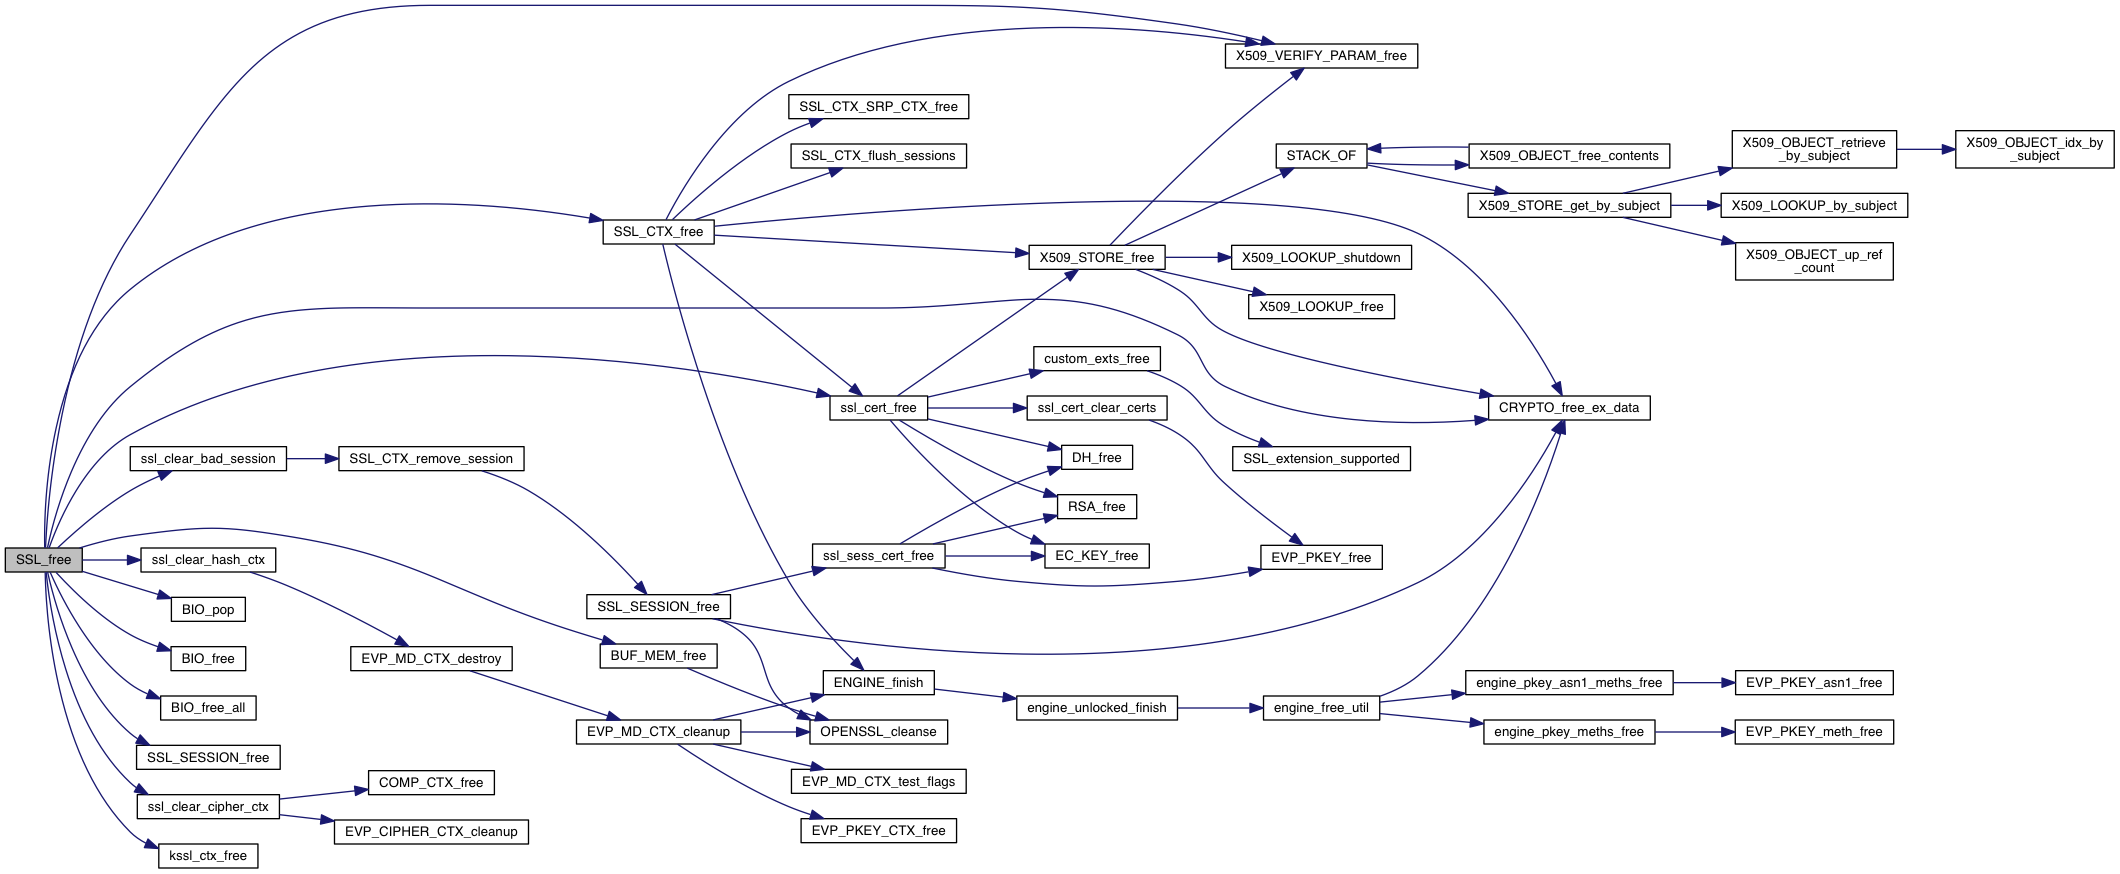 X509_VERIFY_PARAM_free
SSL_CTX_SRP_CTX_free
SSL_CTX_flush_sessions
STACK_OF
X509_OBJECT_free_contents
X509_OBJECT_retrieve
_by_subject
X509_OBJECT_idx_by
_subject
X509_STORE_get_by_subject
X509_LOOKUP_by_subject
SSL_CTX_free
X509_STORE_free
X509_LOOKUP_shutdown
X509_OBJECT_up_ref
_count
X509_LOOKUP_free
custom_exts_free
ssl_cert_free
ssl_cert_clear_certs
CRYPTO_free_ex_data
ssl_clear_bad_session
SSL_CTX_remove_session
DH_free
SSL_extension_supported
RSA_free
SSL_free
ssl_clear_hash_ctx
ssl_sess_cert_free
EC_KEY_free
EVP_PKEY_free
BIO_pop
SSL_SESSION_free
BIO_free
EVP_MD_CTX_destroy
BUF_MEM_free
ENGINE_finish
engine_pkey_asn1_meths_free
EVP_PKEY_asn1_free
BIO_free_all
engine_unlocked_finish
engine_free_util
EVP_MD_CTX_cleanup
OPENSSL_cleanse
engine_pkey_meths_free
EVP_PKEY_meth_free
SSL_SESSION_free
COMP_CTX_free
EVP_MD_CTX_test_flags
ssl_clear_cipher_ctx
EVP_CIPHER_CTX_cleanup
EVP_PKEY_CTX_free
kssl_ctx_free